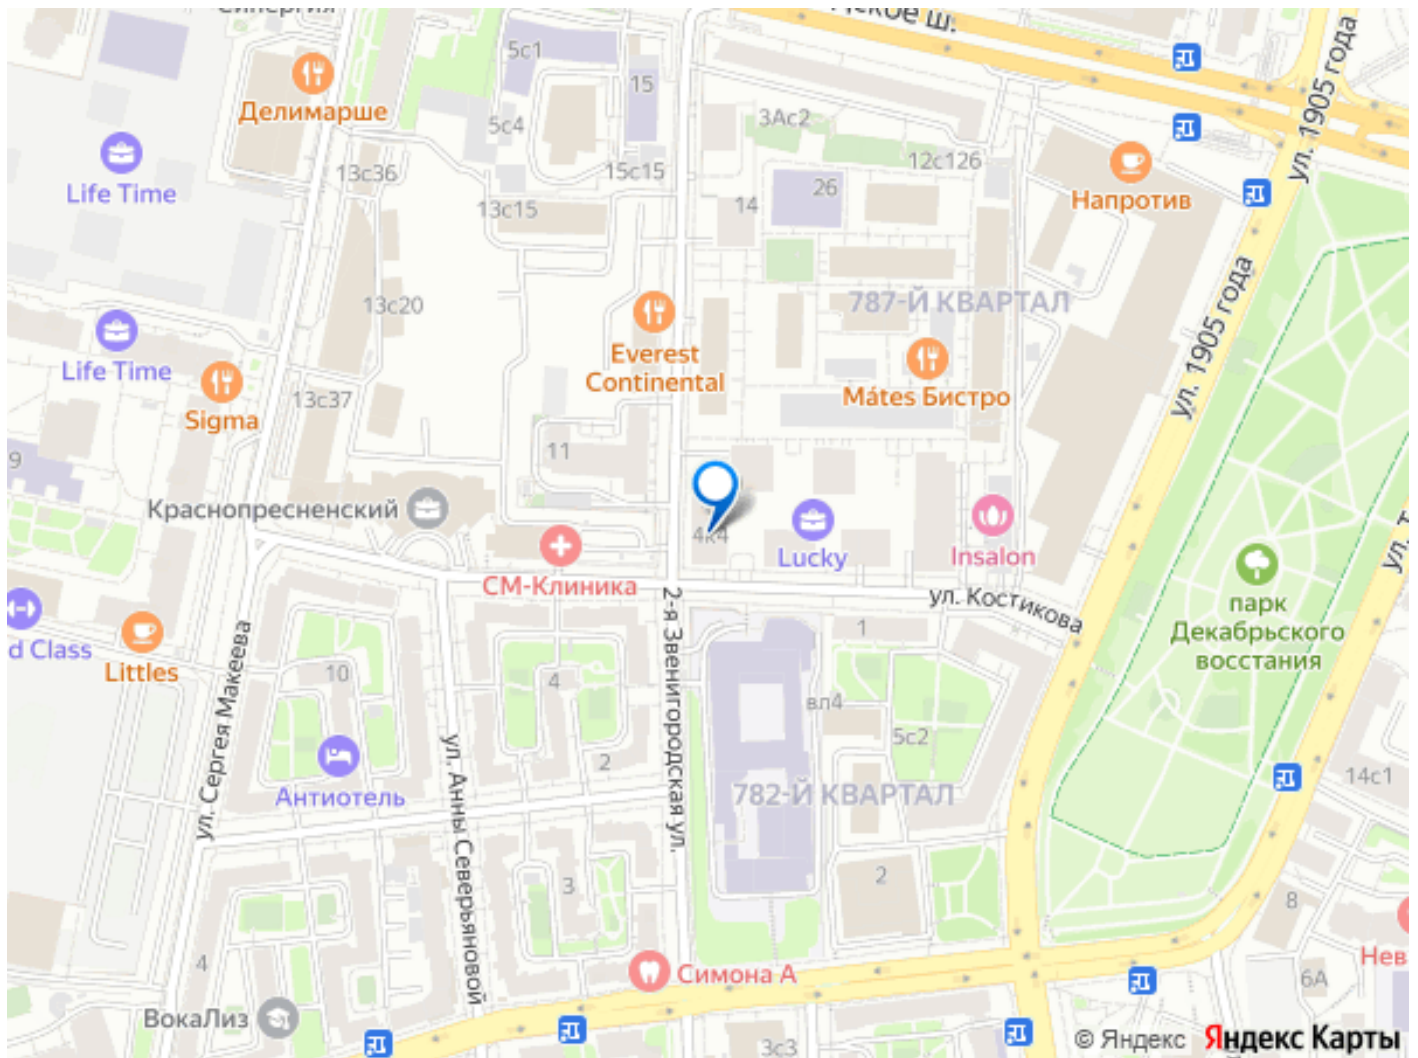 Синергия
ское ш.
5с1
15
Делимарше
5с4
3Ас2
12с126
ул. 1905 года
Life Time
13с36
15с15
26
Напротив
13с15
14
ул. 1905 года
13с20
787-Й КВАРТАЛ
Life Time
Everest
Continental
Mátes Бистро
Sigma
13с37
11
9
Краснопресненский
4к4
Lucky
Insalon
СМ-Клиника
ул. Костикова
парк
Декабрьского
восстания
d Class
Littles
ул. Сергея Макеева
10
4
2-я Звенигородская ул.
1
вл4
5с2
2
ул. Анны Северьяновой
Антиотель
782-Й КВАРТАЛ
14с1
3
2
8
4
Симона А
Нев
6А
ВокаЛиз
3с3
© Яндекс
Яндекс Карты